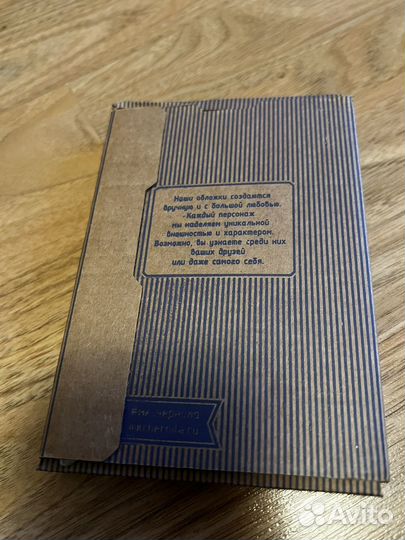 Наши обложки создаются
вручную и с большой любовью.
-Каждый персонаж
мы наделяем уникальной
внешностью и характером.
Возможно, вы узнаете среди них
ваших друзей
или даже самого себя.
Avito